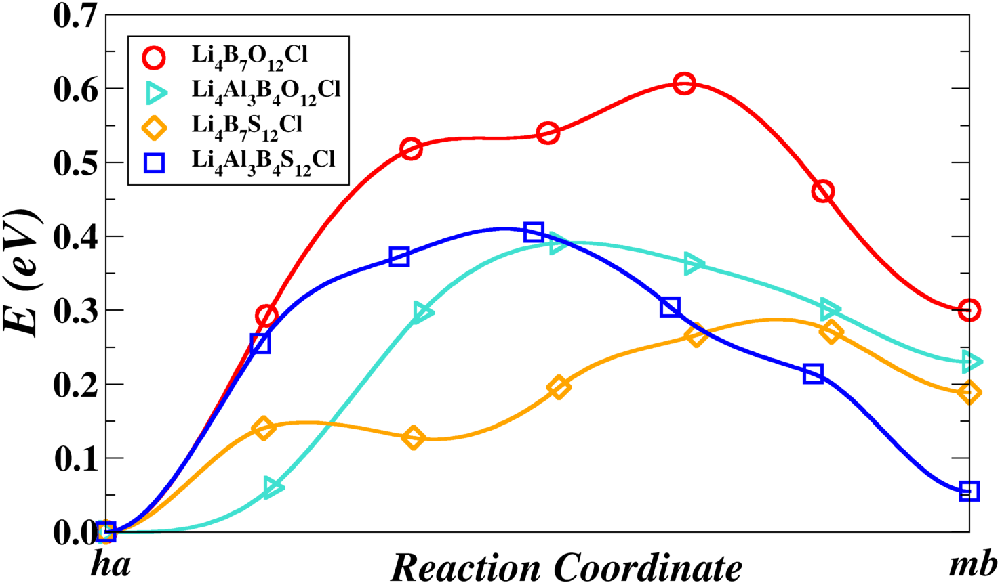 0.7
0.6
0.5
0.4
0.3
0.2
0.1
0.0
E (eV)
Li₄B₇O₁₂Cl
Li₄Al₃B₄O₁₂Cl
Li₄B₇S₁₂Cl
Li₄Al₃B₄S₁₂Cl
ha
Reaction Coordinate
mb